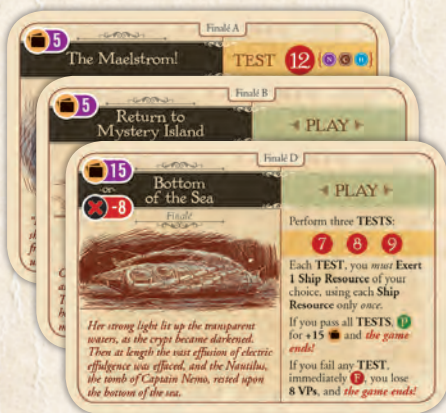 Finalé A
5
The Maelstrom!
TEST 12 N C H
Finalé B
5
Return to
Mystery Island
PLAY
Finalé D
15
-or-
-8
Bottom
of the Sea
Finalé
Her strong light lit up the transparent
waters, as the crypt became darkened.
Then at length the vast effusion of electric
effulgence was effaced, and the Nautilus,
the tomb of Captain Nemo, rested upon
the bottom of the sea.
PLAY
Perform three TESTS:
7 8 9
Each TEST, you must Exert
1 Ship Resource of your
choice, using each Ship
Resource only once.
If you pass all TESTS, P
for +15 and the game
ends!
If you fail any TEST,
immediately F, you lose
8 VPs, and the game ends!